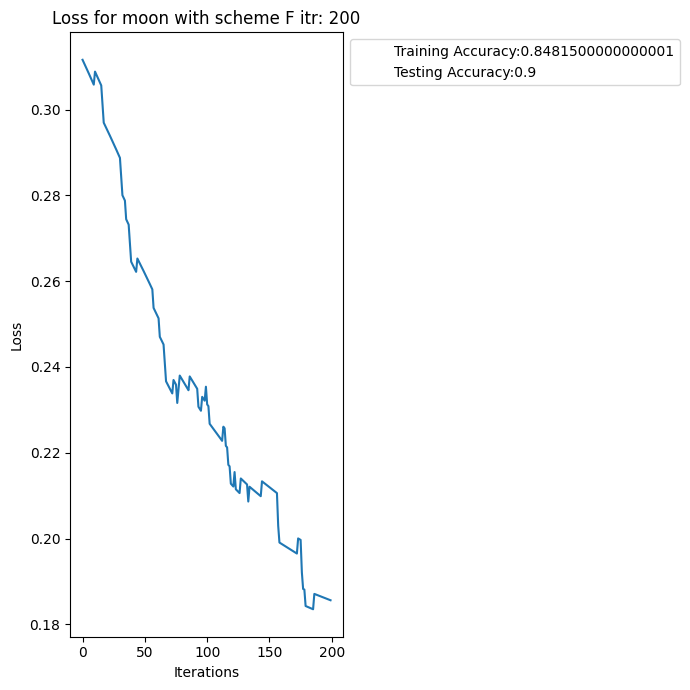 Loss for moon with scheme F itr: 200
Training Accuracy:0.8481500000000001
Testing Accuracy:0.9
0.30
0.28
0.26
0.24
0.22
0.20
0.18
Loss
0 50 100 150 200
Iterations